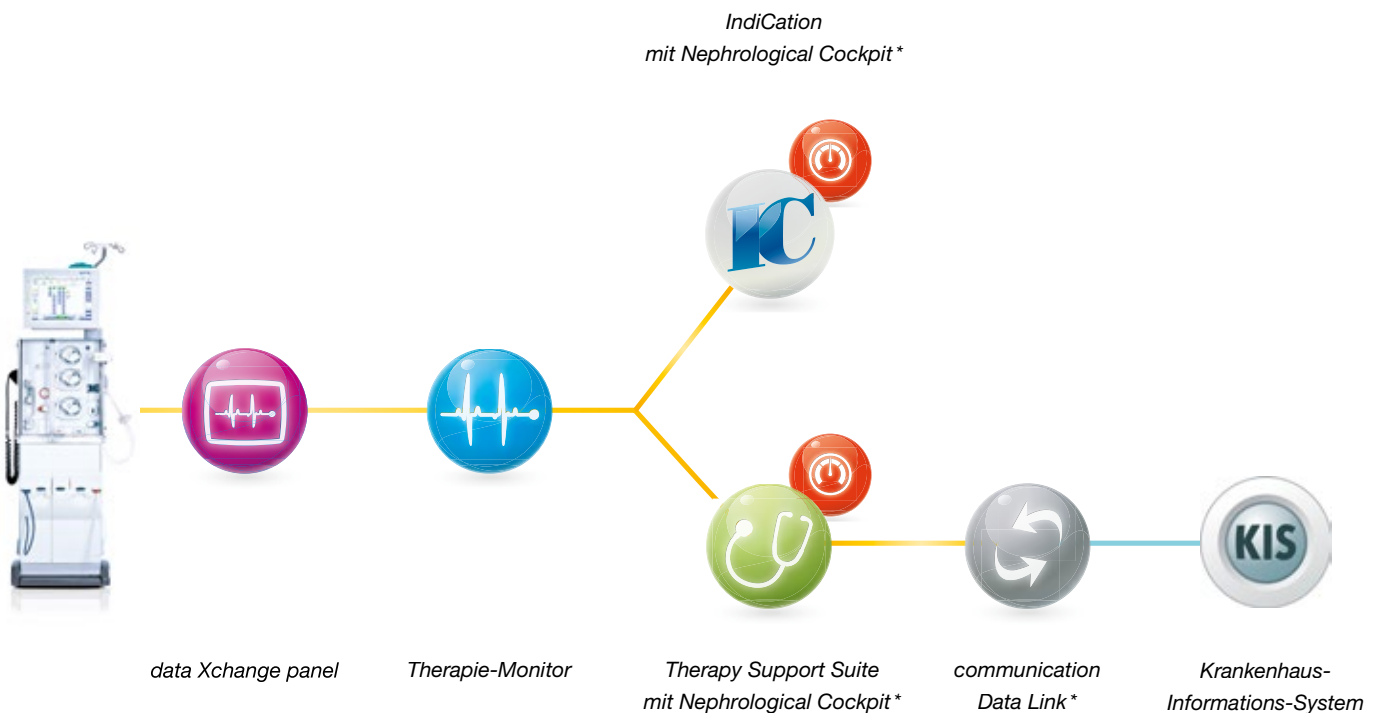 IndiCation
mit Nephrological Cockpit*
IC
KIS
data Xchange panel
Therapie-Monitor
Therapy Support Suite
mit Nephrological Cockpit*
communication
Data Link*
Krankenhaus-
Informations-System